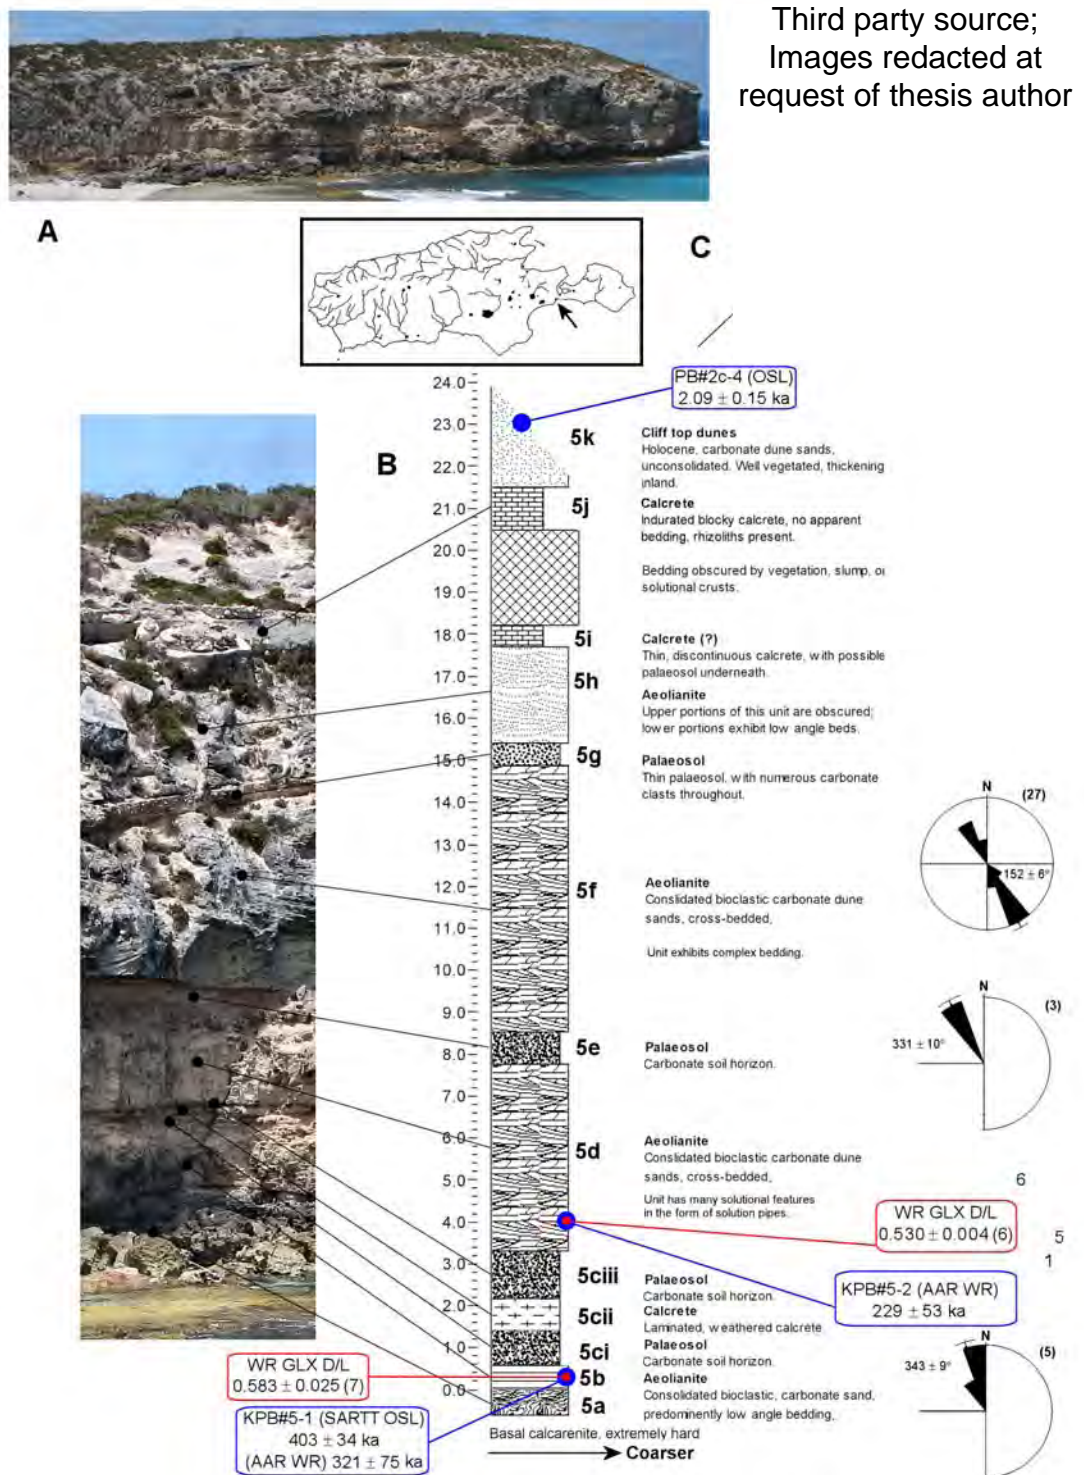 Third party source;
Images redacted at
request of thesis author
A
C
B
PB#2c-4 (OSL)
2.09 ± 0.15 ka
24.0
23.0
22.0
21.0
20.0
19.0
18.0
17.0
16.0
15.0
14.0
13.0
12.0
11.0
10.0
9.0
8.0
7.0
6.0
5.0
4.0
3.0
2.0
1.0
0.0
5k
Cliff top dunes
Holocene, carbonate dune sands,
unconsolidated. Well vegetated, thickening
inland.
5j
Calcrete
Indurated blocky calcrete, no apparent
bedding, rhizoliths present.
Bedding obscured by vegetation, slump, or
solutional crusts.
5i
Calcrete (?)
Thin, discontinuous calcrete, with possible
palaeosol underneath.
5h
Aeolianite
Upper portions of this unit are obscured;
lower portions exhibit low angle beds.
5g
Palaeosol
Thin palaeosol, with numerous carbonate
clasts throughout.
N
(27)
152 ± 6°
5f
Aeolianite
Conslidated bioclastic carbonate dune
sands, cross-bedded,
Unit exhibits complex bedding.
N
(3)
331 ± 10°
5e
Palaeosol
Carbonate soil horizon.
5d
Aeolianite
Conslidated bioclastic carbonate dune
sands, cross-bedded,
Unit has many solutional features
in the form of solution pipes.
6
5
1
WR GLX D/L
0.530 ± 0.004 (6)
KPB#5-2 (AAR WR)
229 ± 53 ka
5ciii
Palaeosol
Carbonate soil horizon.
5cii
Calcrete
Laminated, weathered calcrete
5ci
Palaeosol
Carbonate soil horizon.
5b
Aeolianite
Consolidated bioclastic, carbonate sand,
predominently low angle bedding,
5a
Basal calcarenite, extremely hard
Coarser
N
(5)
343 ± 9°
WR GLX D/L
0.583 ± 0.025 (7)
KPB#5-1 (SARTT OSL)
403 ± 34 ka
(AAR WR) 321 ± 75 ka